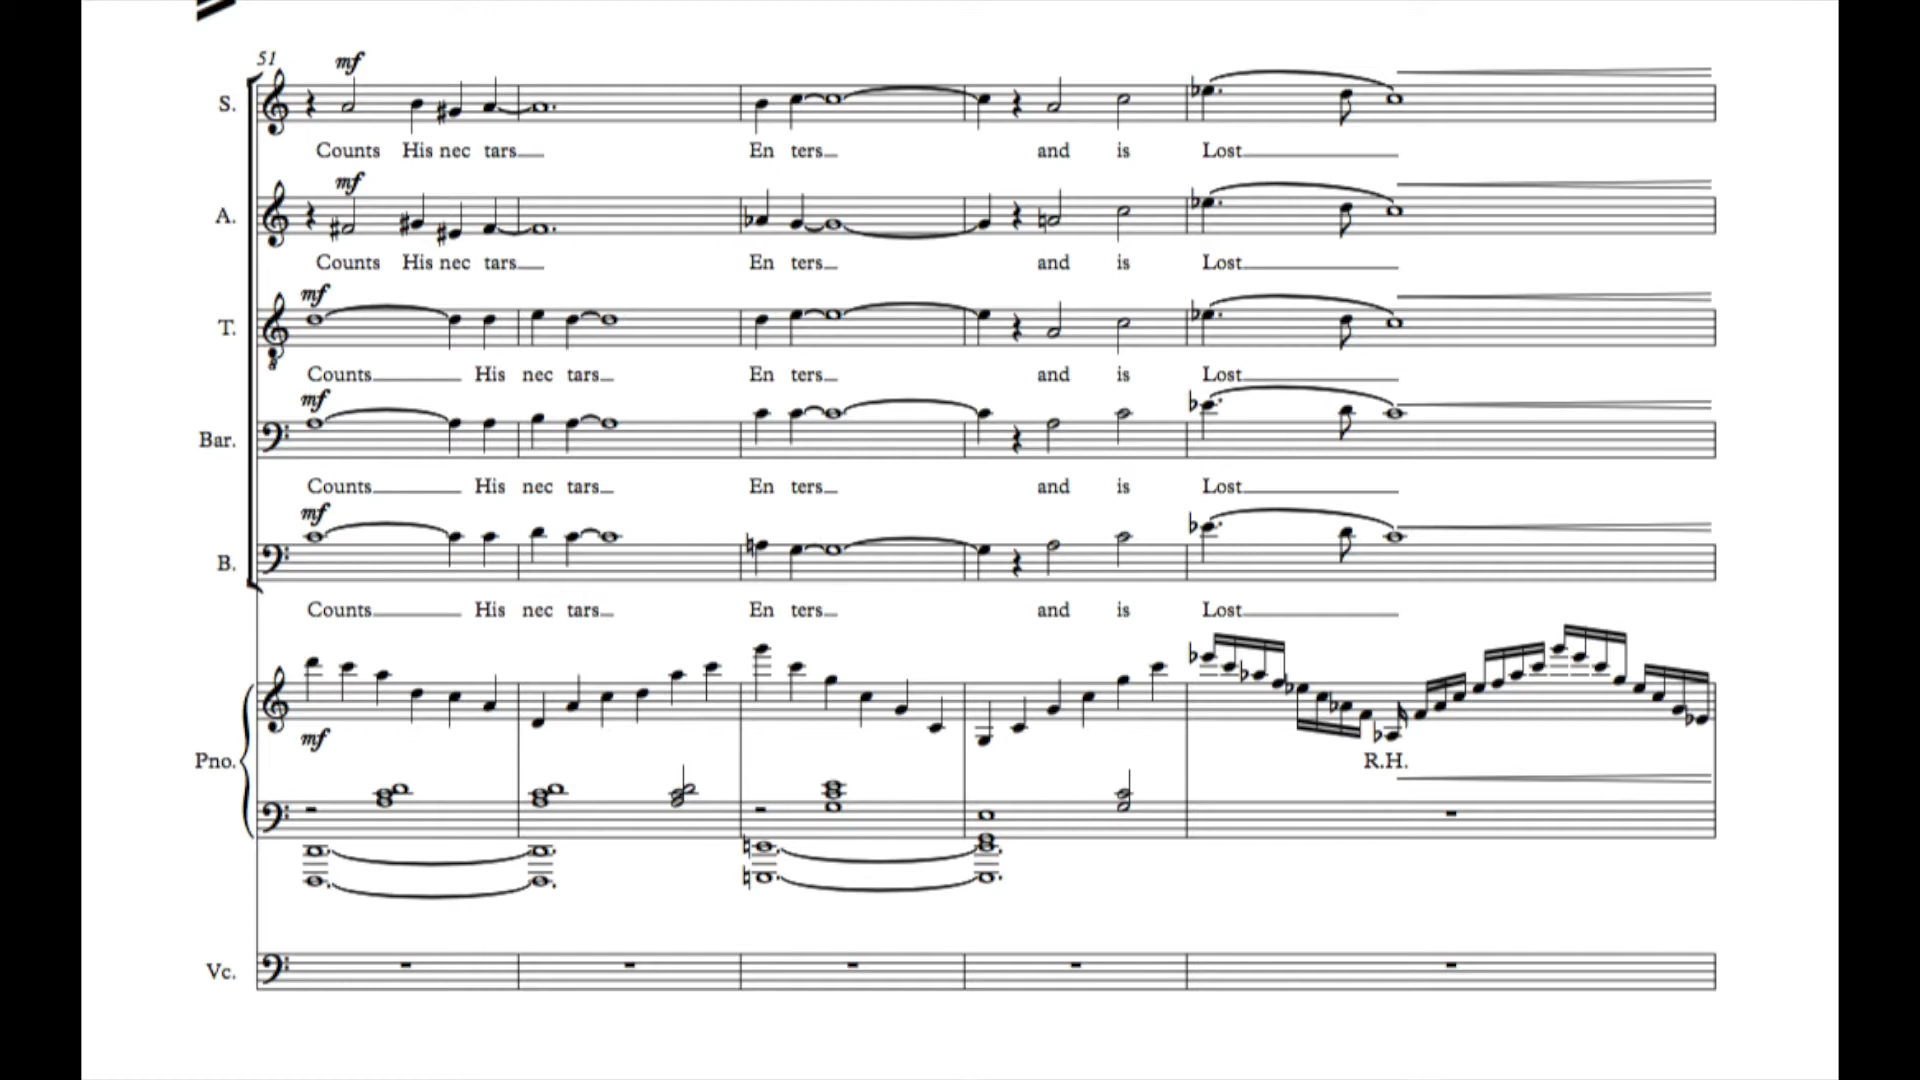 51
mf
S.
Counts His nec tars
En ters
and is Lost
mf
A.
Counts His nec tars
En ters
and is Lost
mf
T.
Counts His nec tars
En ters
and is Lost
mf
Bar.
Counts His nec tars
En ters
and is Lost
mf
B.
Counts His nec tars
En ters
and is Lost
mf
Pno.
R.H.
Vc.